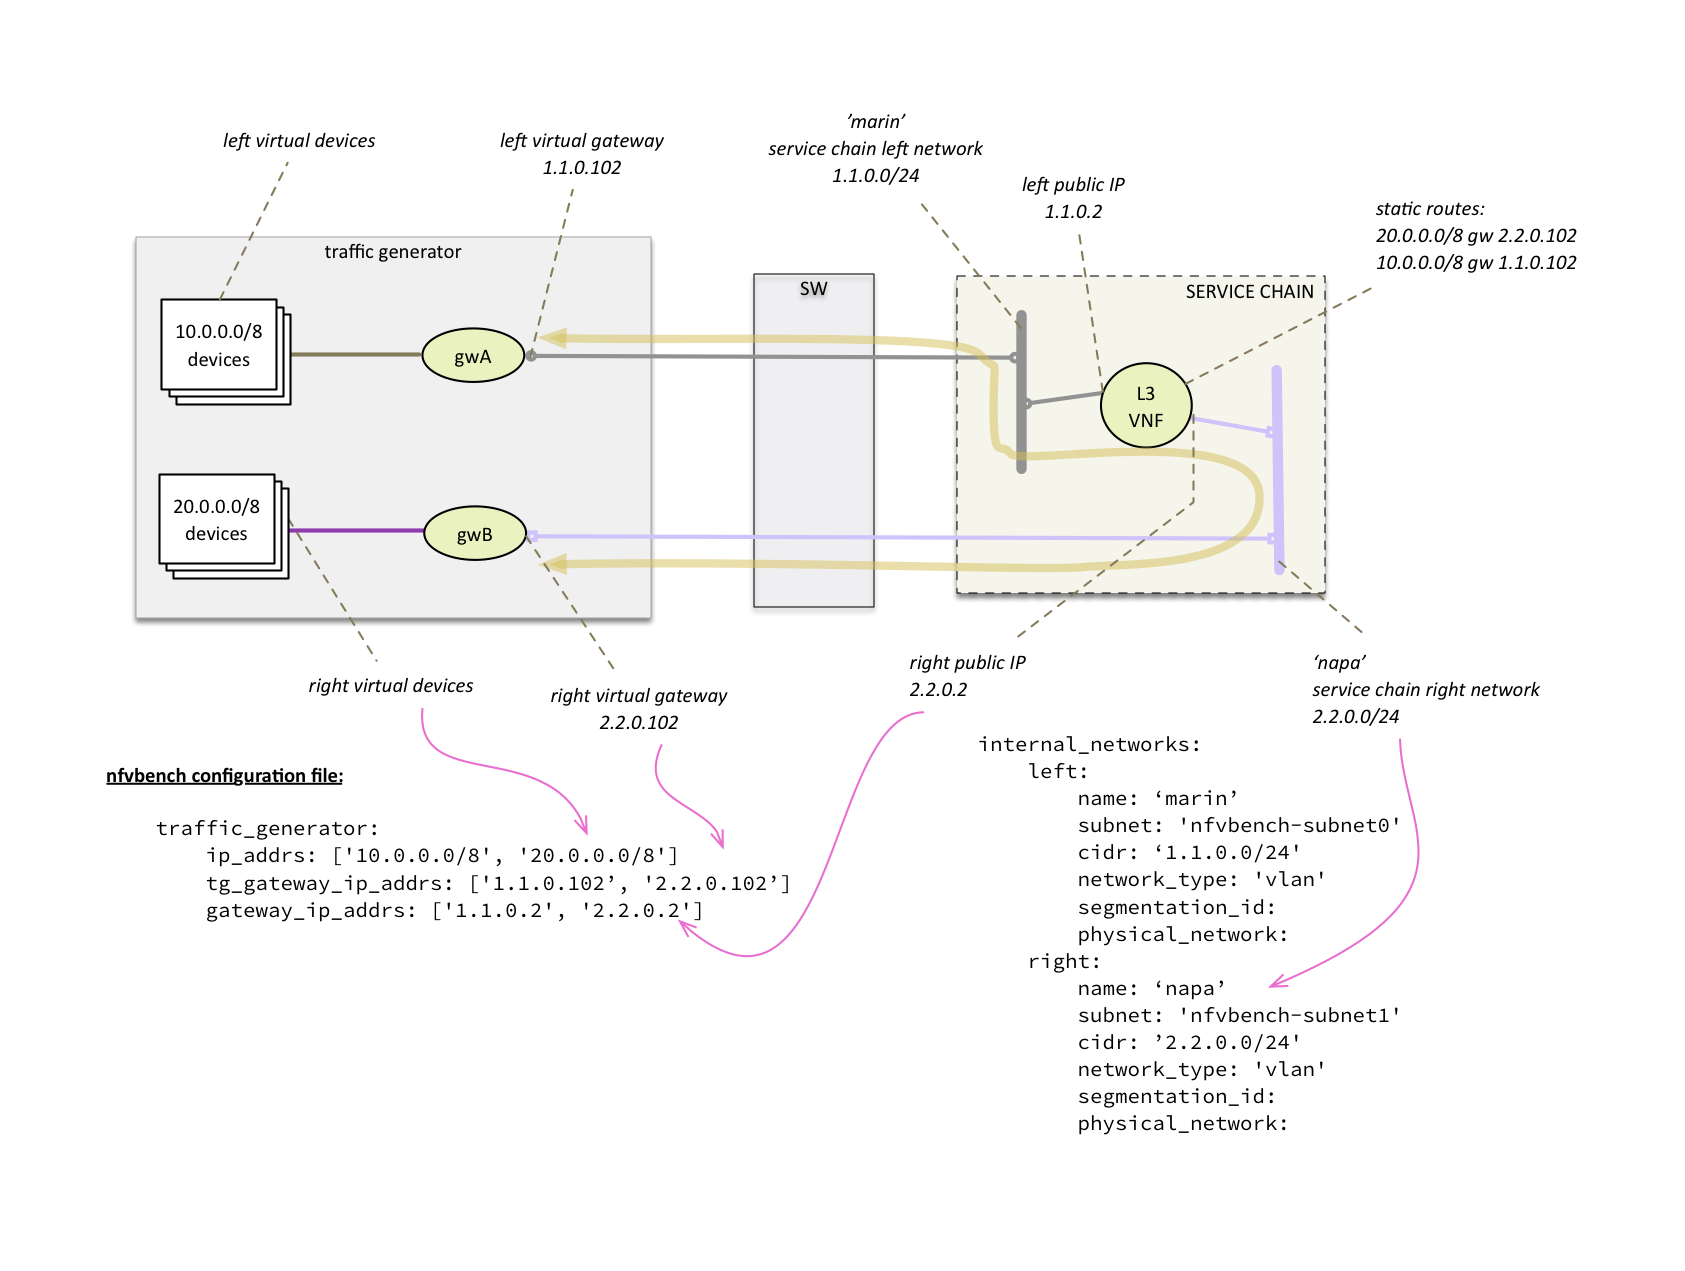 left virtual devices
left virtual gateway
1.1.0.102
’marin’
service chain left network
1.1.0.0/24
left public IP
1.1.0.2
static routes:
20.0.0.0/8 gw 2.2.0.102
10.0.0.0/8 gw 1.1.0.102
traffic generator
SW
SERVICE CHAIN
10.0.0.0/8
devices
gwA
L3
VNF
20.0.0.0/8
devices
gwB
right virtual devices
right virtual gateway
2.2.0.102
right public IP
2.2.0.2
‘napa’
service chain right network
2.2.0.0/24
nfvbench configuration file:
traffic_generator:
ip_addrs: ['10.0.0.0/8', '20.0.0.0/8']
tg_gateway_ip_addrs: ['1.1.0.102’, '2.2.0.102’]
gateway_ip_addrs: ['1.1.0.2', '2.2.0.2']
internal_networks:
left:
name: ‘marin’
subnet: 'nfvbench-subnet0'
cidr: ‘1.1.0.0/24'
network_type: 'vlan'
segmentation_id:
physical_network:
right:
name: ‘napa’
subnet: 'nfvbench-subnet1'
cidr: ’2.2.0.0/24'
network_type: 'vlan'
segmentation_id:
physical_network: